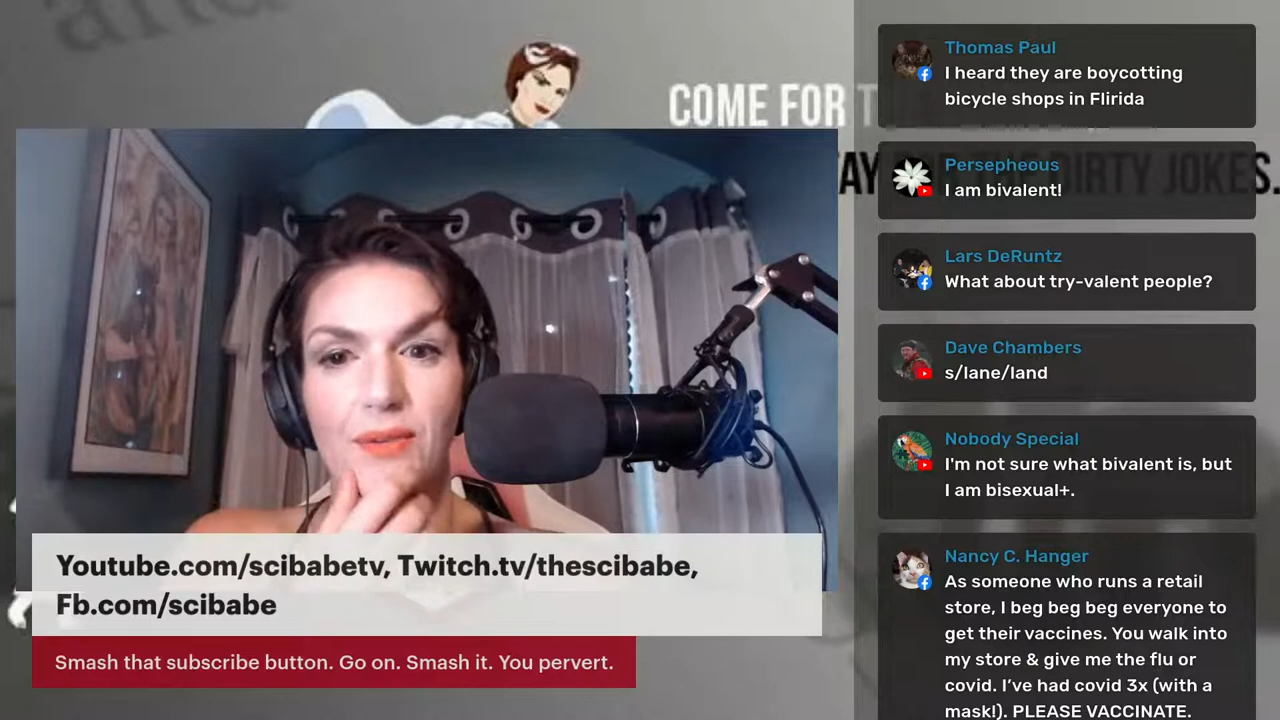 and
COME FOR T
AY
DIRTY JOKES.
Youtube.com/scibabetv, Twitch.tv/thescibabe,
Fb.com/scibabe
Smash that subscribe button. Go on. Smash it. You pervert.
Thomas Paul
I heard they are boycotting
bicycle shops in Flirida
Persepheous
I am bivalent!
Lars DeRuntz
What about try-valent people?
Dave Chambers
s/lane/land
Nobody Special
I'm not sure what bivalent is, but
I am bisexual+.
Nancy C. Hanger
As someone who runs a retail
store, I beg beg beg everyone to
get their vaccines. You walk into
my store & give me the flu or
covid. I've had covid 3x (with a
mask!). PLEASE VACCINATE.